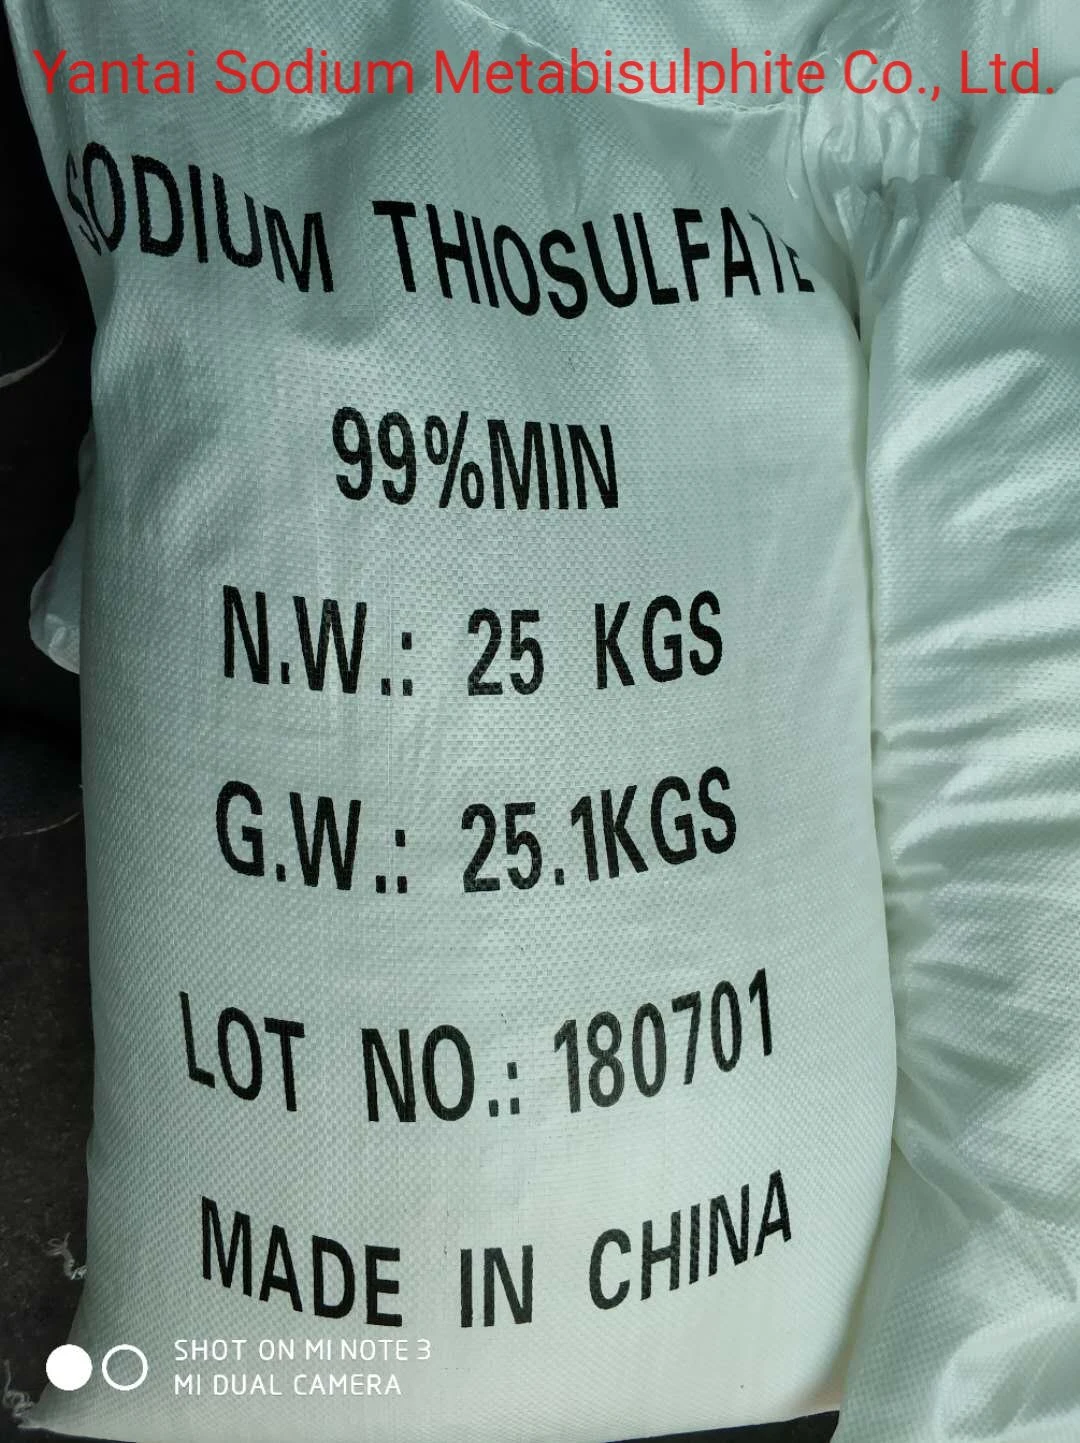 Yantai Sodium Metabisulphite Co., Ltd.
SODIUM THIOSULFATE
99%MIN
N.W.: 25 KGS
G.W.: 25.1KGS
LOT NO.: 180701
MADE IN CHINA
SHOT ON MI NOTE 3
MI DUAL CAMERA